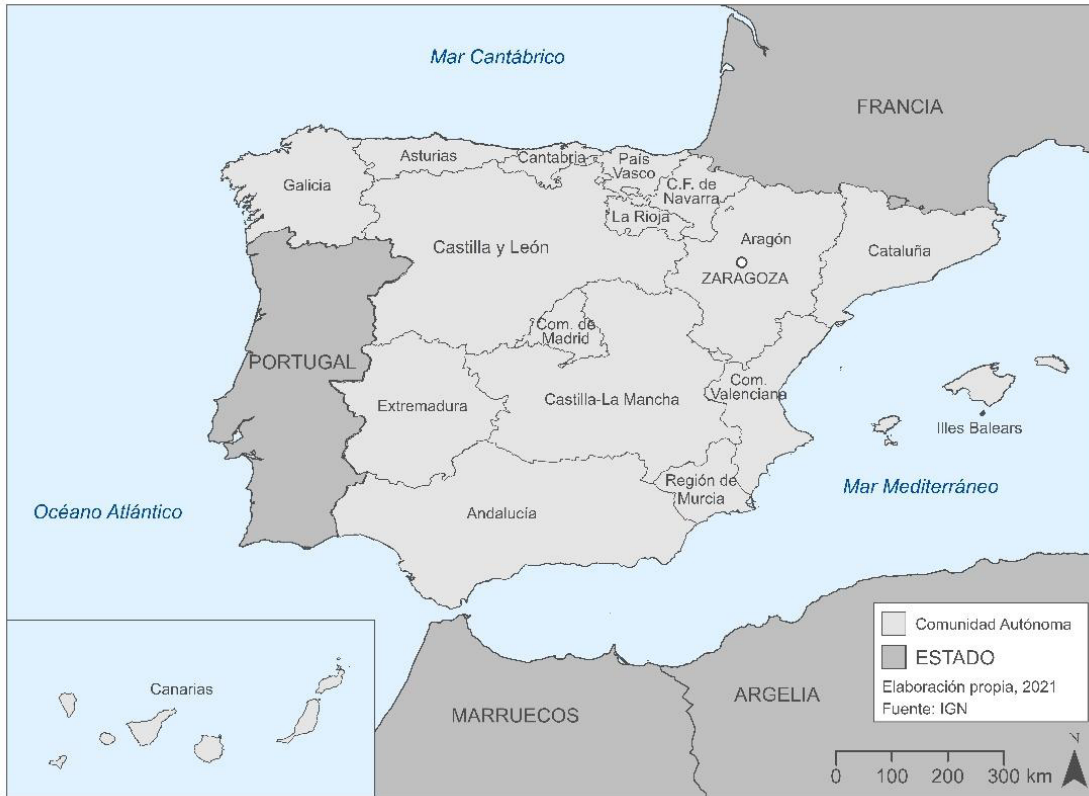 Mar Cantábrico
FRANCIA
Asturias
Cantabria
País
Vasco
Galicia
C.F. de
Navarra
La Rioja
Castilla y León
Aragón
Cataluña
ZARAGOZA
Com. de
Madrid
PORTUGAL
Com.
Valenciana
Extremadura
Castilla-La Mancha
Illes Balears
Región de
Murcia
Mar Mediterráneo
Océano Atlántico
Andalucía
Canarias
MARRUECOS
ARGELIA
Comunidad Autónoma
ESTADO
Elaboración propia, 2021
Fuente: IGN
N
0 100 200 300 km